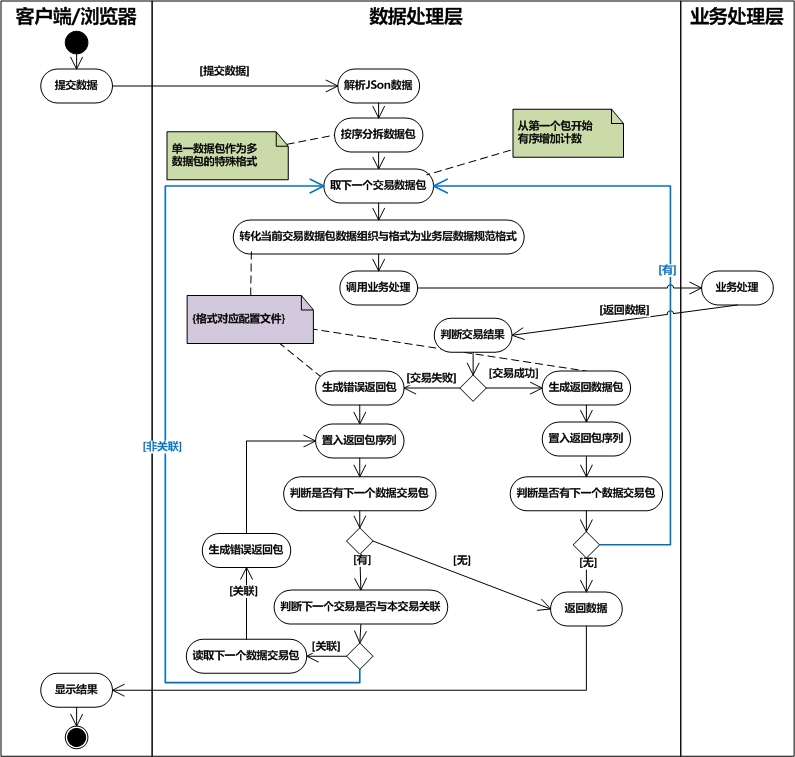 客户端/浏览器
数据处理层
业务处理层
提交数据
[提交数据]
解析JSon数据
按序分拆数据包
单一数据包作为多
数据包的特殊格式
从第一个包开始
有序增加计数
取下一个交易数据包
转化当前交易数据包数据组织与格式为业务层数据规范格式
[有]
调用业务处理
业务处理
{格式对应配置文件}
[返回数据]
判断交易结果
[交易失败]
[交易成功]
生成错误返回包
生成返回数据包
[非关联]
置入返回包序列
置入返回包序列
判断是否有下一个数据交易包
判断是否有下一个数据交易包
生成错误返回包
[有]
[无]
[无]
[关联]
判断下一个交易是否与本交易关联
返回数据
读取下一个数据交易包
[关联]
显示结果